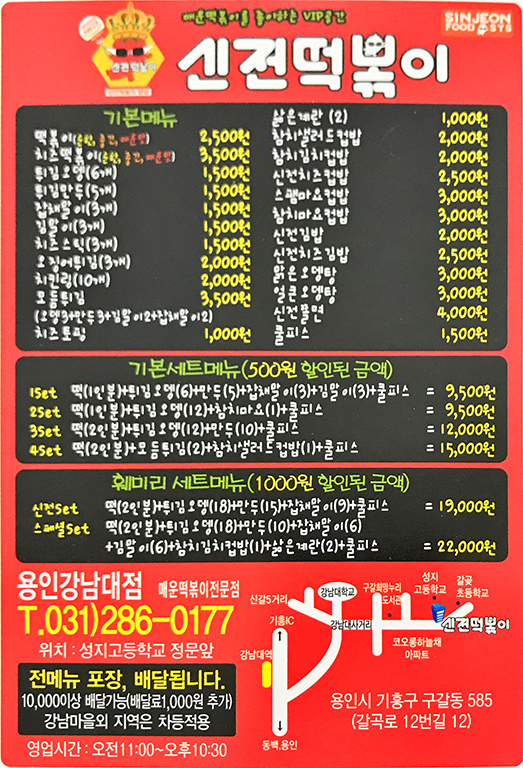 매운떡볶이를 좋아하는 VIP공간
SINJEON
FOOD SYS
신전떡볶이
신전떡볶이
기본메뉴
떡볶이(순한,중간,매운맛) 2,500원
치즈떡볶이(순한,중간,매운맛) 3,500원
튀김오뎅(6개) 1,500원
튀김만두(5개) 1,500원
잡채말이(3개) 1,500원
김말이(3개) 1,500원
치즈스틱(3개) 1,500원
오징어튀김(3개) 2,000원
치킨링(10개) 2,000원
모듬튀김 3,500원
(오뎅3+만두3+김말이2+잡채말이2)
치즈토핑 1,000원
삶은계란 (2) 1,000원
참치샐러드컵밥 2,000원
참치김치컵밥 2,000원
신전치즈컵밥 2,500원
스팸마요컵밥 3,000원
참치마요컵밥 3,000원
신전김밥 2,000원
신전치즈김밥 2,500원
맑은오뎅탕 3,000원
얼큰오뎅탕 3,000원
신전쫄면 4,000원
쿨피스 1,500원
기본세트메뉴(500원 할인된 금액)
1Set 떡(1인분)+튀김오뎅(6)+만두(5)+잡채말이(3)+김말이(3)+쿨피스 = 9,500원
2Set 떡(1인분)+튀김오뎅(12)+참치마요(1)+쿨피스 = 9,500원
3Set 떡(2인분)+튀김오뎅(12)+만두(10)+쿨피스 = 12,000원
4Set 떡(2인분)+모듬튀김(2)+참치샐러드컵밥(1)+쿨피스 = 15,000원
훼미리 세트메뉴(1000원 할인된 금액)
신전Set 떡(2인분)+튀김오뎅(18)+만두(15)+잡채말이(9)+쿨피스 = 19,000원
스페셜Set 떡(2인분)+튀김오뎅(18)+만두(10)+잡채말이(6)
+김말이(6)+참치김치컵밥(1)+삶은계란(2)+쿨피스 = 22,000원
용인강남대점 매운떡볶이전문점
T.031)286-0177
위치 : 성지고등학교 정문앞
전메뉴 포장, 배달됩니다.
10,000이상 배달가능(배달료1,000원 추가)
강남마을외 지역은 차등적용
영업시간 : 오전11:00~오후10:30
신갈5거리
강남대학교
구갈희망누리
도서관
성지
고등학교
갈곶
초등학교
기흥IC
강남대사거리
신전떡볶이
강남대역
코오롱하늘채
아파트
동백,용인
용인시 기흥구 구갈동 585
(갈곡로 12번길 12)